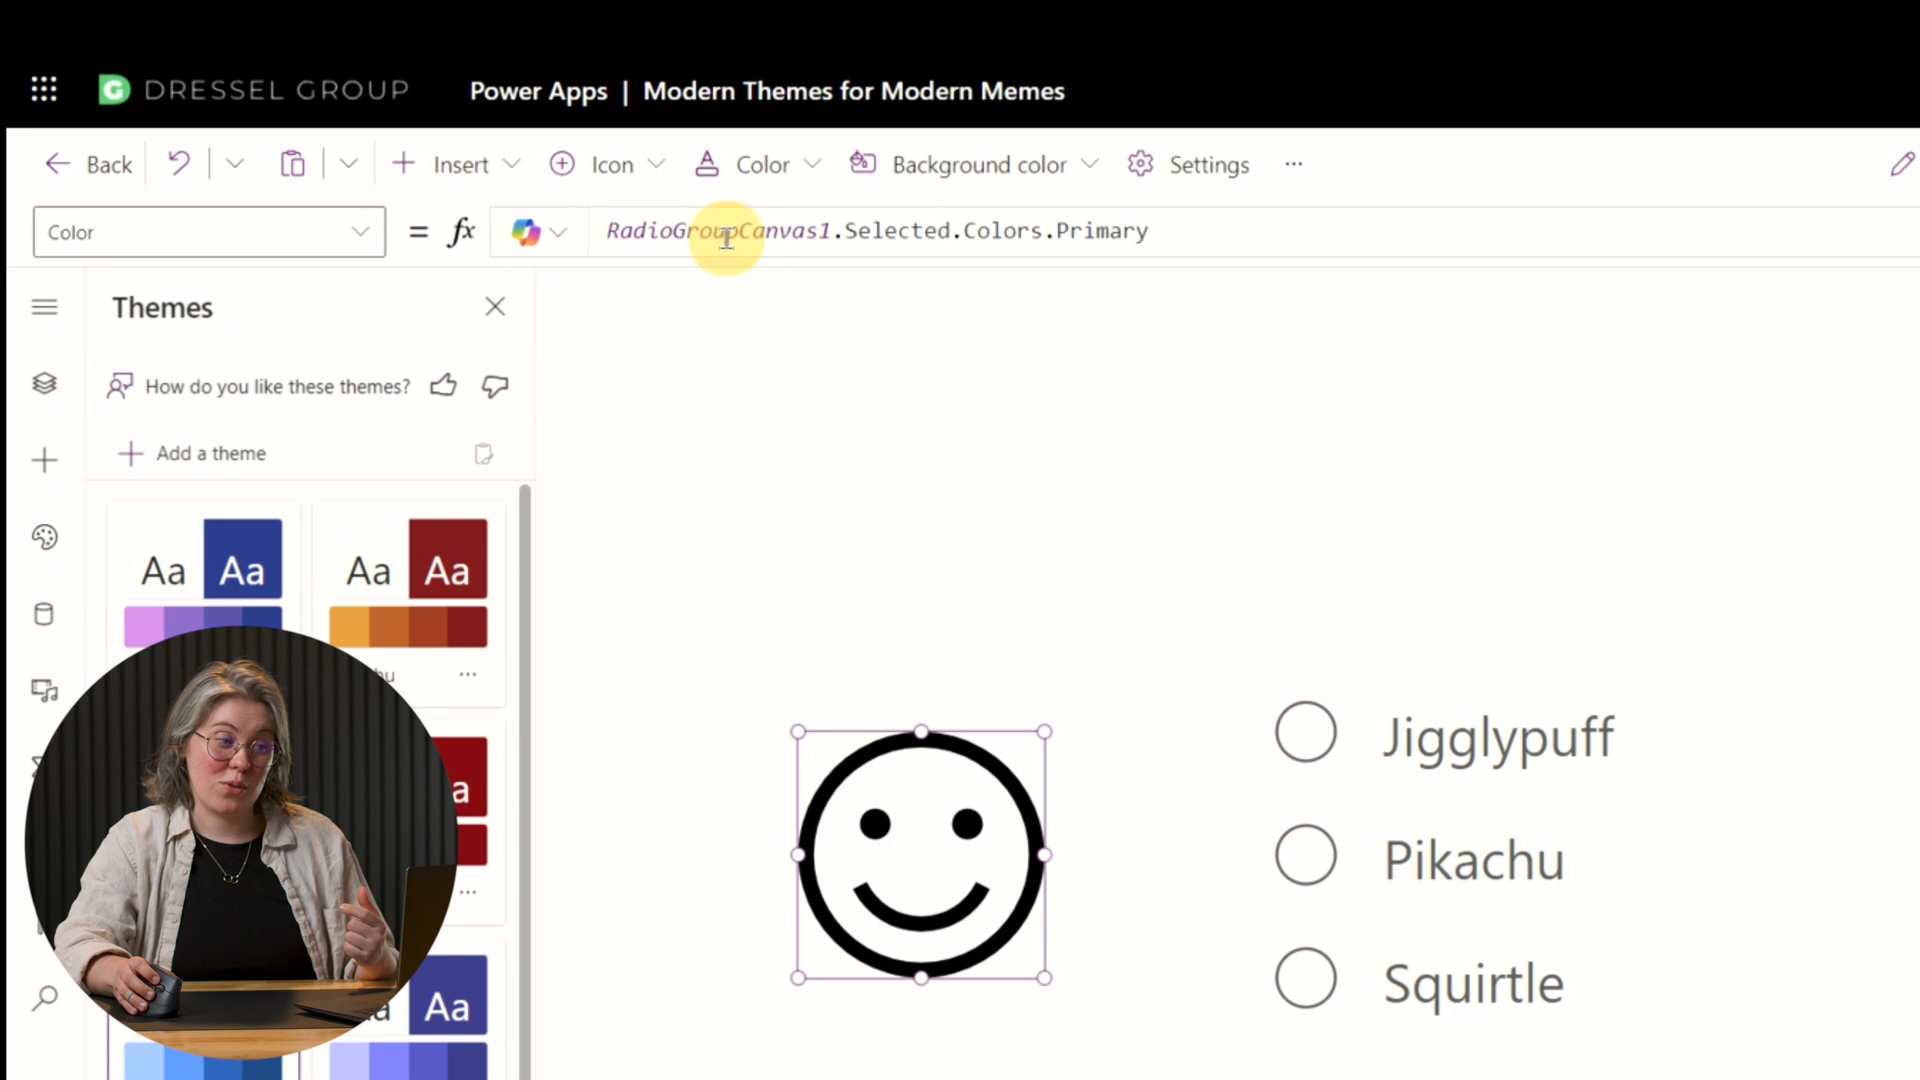 DRESSEL GROUP
Power Apps | Modern Themes for Modern Memes
Back
Insert
Icon
Color
Background color
Settings
Color
= fx
RadioGroupCanvas1.Selected.Colors.Primary
Themes
How do you like these themes?
Add a theme
Aa Aa
Aa Aa
Jigglypuff
Pikachu
Squirtle
Aa